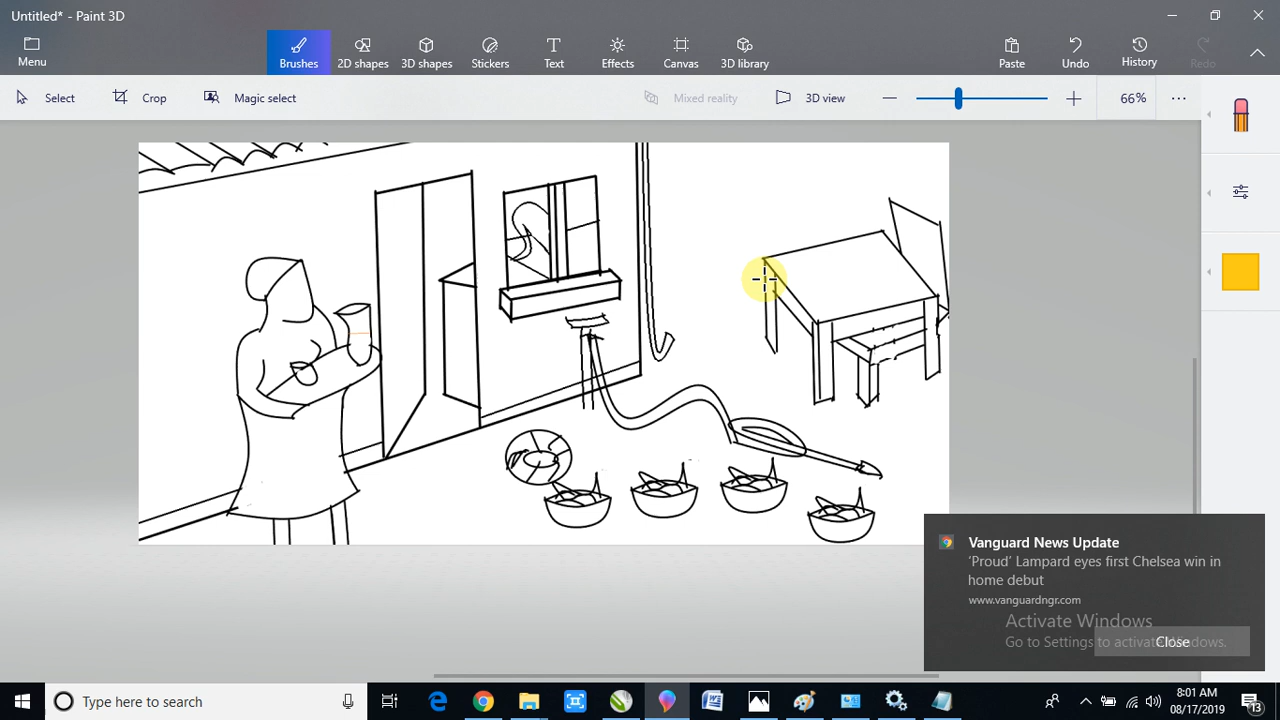 Untitled* - Paint 3D
Menu
Brushes
2D shapes
3D shapes
Stickers
Text
Effects
Canvas
3D library
Paste
Undo
History
Redo
Select
Crop
Magic select
Mixed reality
3D view
66%
Vanguard News Update
‘Proud’ Lampard eyes first Chelsea win in
home debut
www.vanguardngr.com
Activate Windows
Go to Settings to activate Windows.
Close
Type here to search
8:01 AM
08/17/2019
13